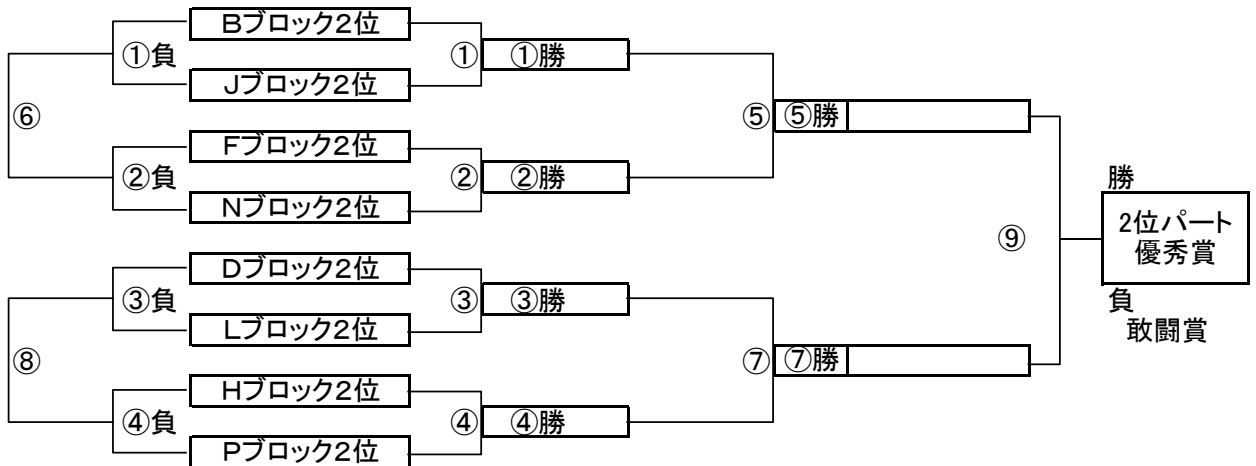 Bブロック2位
①負 ① ①勝
Jブロック2位
⑥ ⑤ ⑤勝
Fブロック2位
②負 ② ②勝
Nブロック2位
勝
2位パート
優秀賞
⑨
負
敢闘賞
Dブロック2位
③負 ③ ③勝
Lブロック2位
⑧ ⑦ ⑦勝
Hブロック2位
④負 ④ ④勝
Pブロック2位